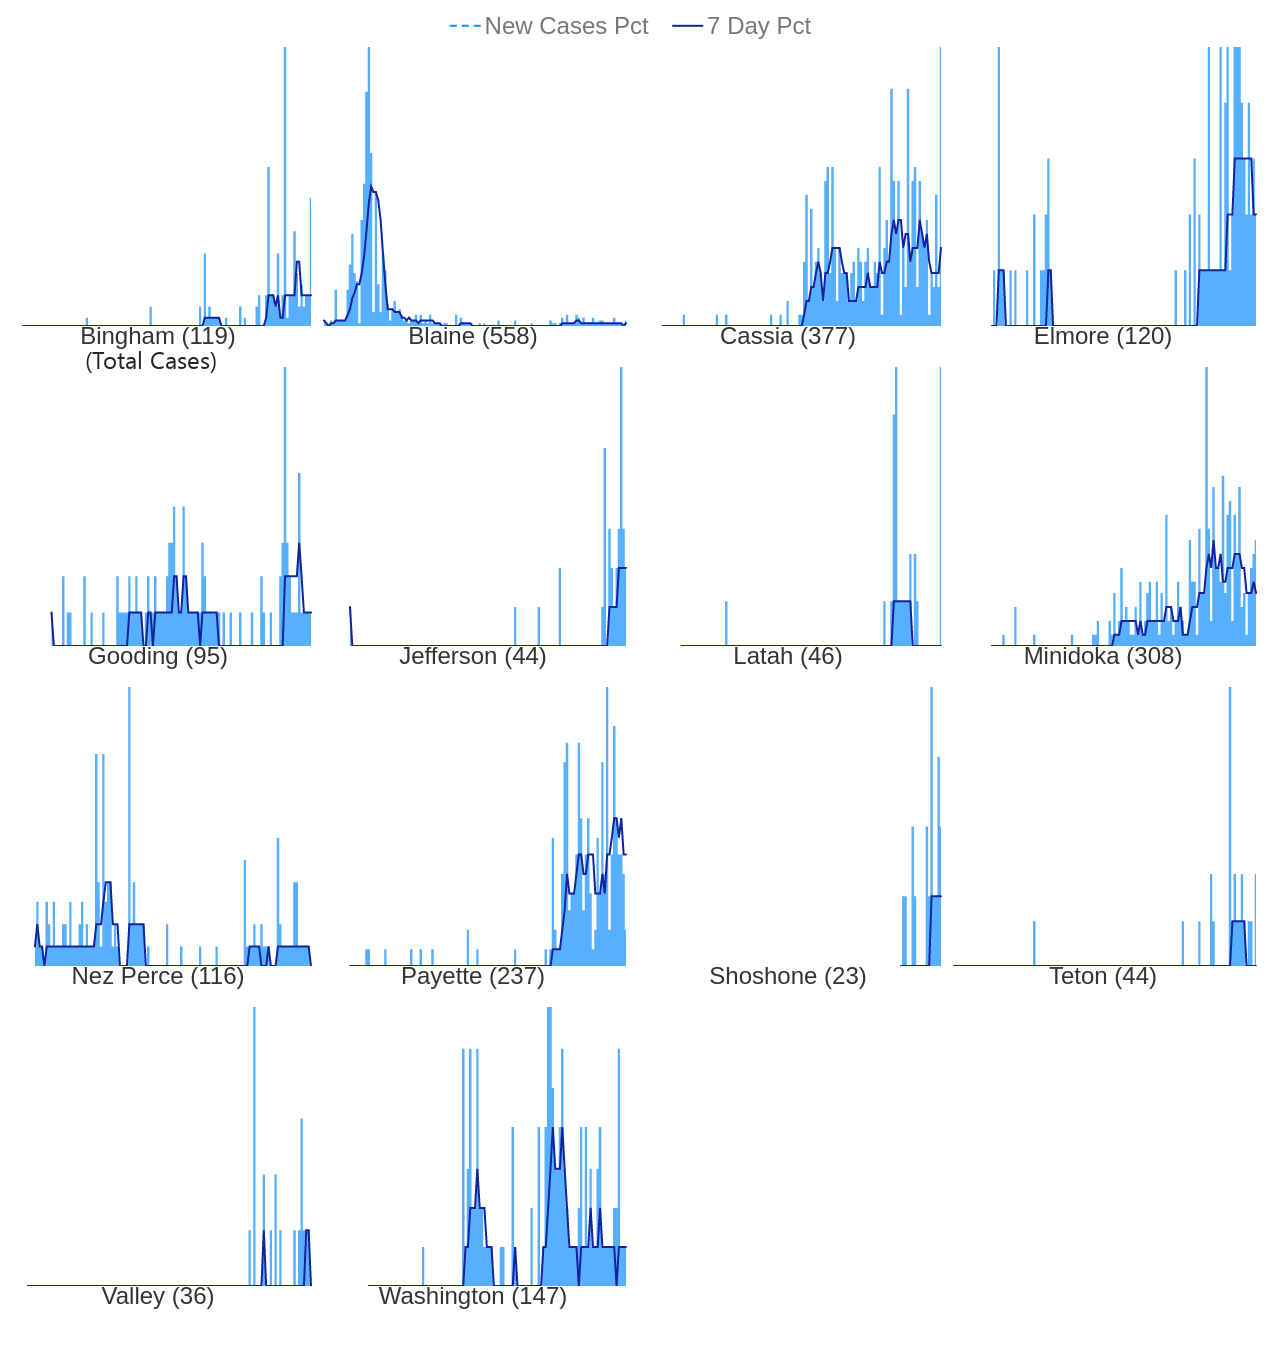 New Cases Pct 7 Day Pct
Bingham (119) Blaine (558) Cassia (377) Elmore (120)
(Total Cases)
Gooding (95) Jefferson (44) Latah (46) Minidoka (308)
Nez Perce (116) Payette (237) Shoshone (23) Teton (44)
Valley (36) Washington (147)